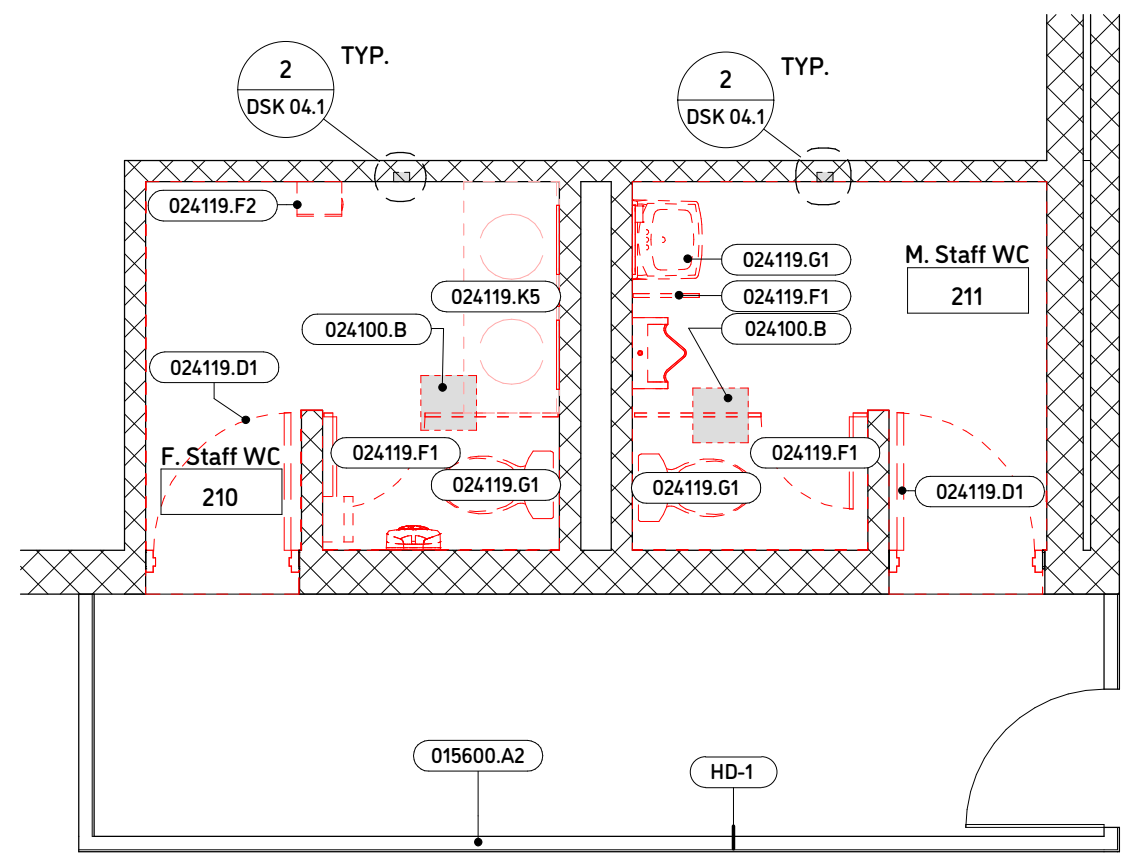 2
DSK 04.1
TYP.
2
DSK 04.1
TYP.
024119.F2
024119.G1
M. Staff WC
211
024119.K5
024119.F1
024100.B
024100.B
024119.D1
F. Staff WC
210
024119.F1
024119.F1
024119.G1
024119.G1
024119.D1
015600.A2
HD-1